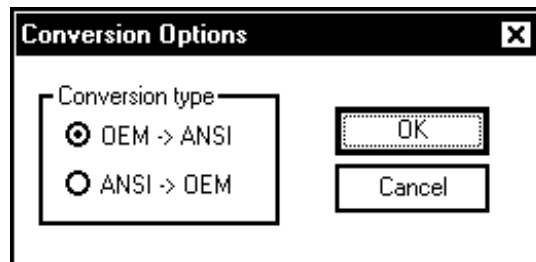 Conversion Options
Conversion type
OEM -> ANSI
ANSI -> OEM
OK
Cancel